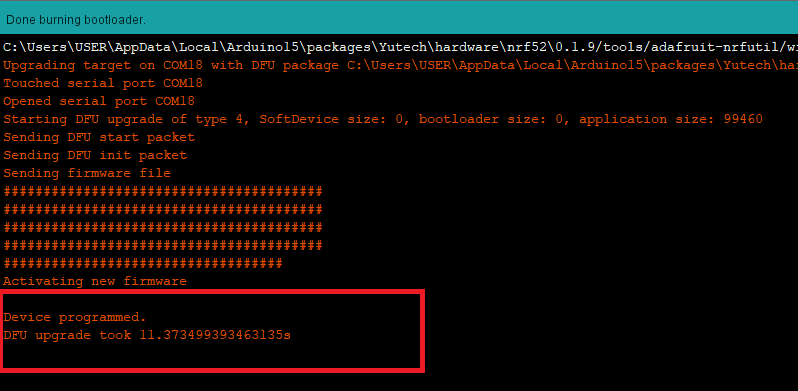 Done burning bootloader.
C:\Users\USER\AppData\Local\Arduino15\packages\Yutech\hardware\nrf52\0.1.9/tools/adafruit-nrfutil/wi
Upgrading target on COM18 with DFU package C:\Users\USER\AppData\Local\Arduino15\packages\Yutech\har
Touched serial port COM18
Opened serial port COM18
Starting DFU upgrade of type 4, SoftDevice size: 0, bootloader size: 0, application size: 99460
Sending DFU start packet
Sending DFU init packet
Sending firmware file
########################################
########################################
########################################
########################################
###################################
Activating new firmware
Device programmed.
DFU upgrade took 11.373499393463135s